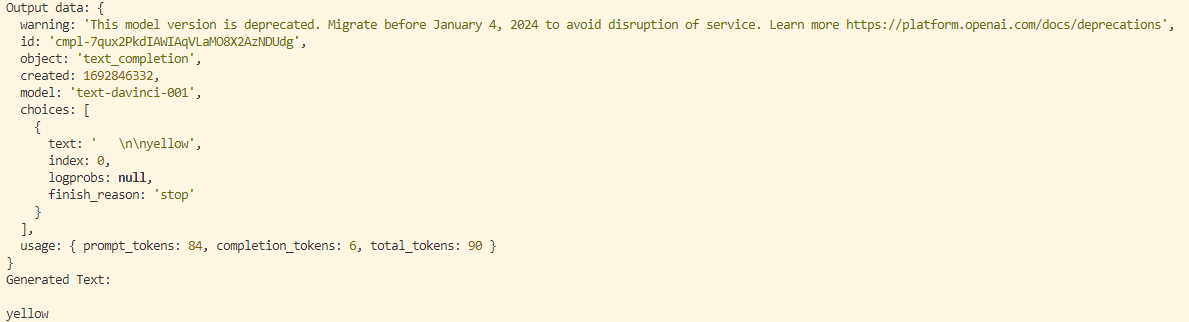 Output data: {
  warning: 'This model version is deprecated. Migrate before January 4, 2024 to avoid disruption of service. Learn more https://platform.openai.com/docs/deprecations',
  id: 'cmpl-7qux2PkdIAWIAqVLaMO8X2AzNDUdg',
  object: 'text_completion',
  created: 1692846332,
  model: 'text-davinci-001',
  choices: [
    {
      text: '   \n\nyellow',
      index: 0,
      logprobs: null,
      finish_reason: 'stop'
    }
  ],
  usage: { prompt_tokens: 84, completion_tokens: 6, total_tokens: 90 }
}
Generated Text:

yellow